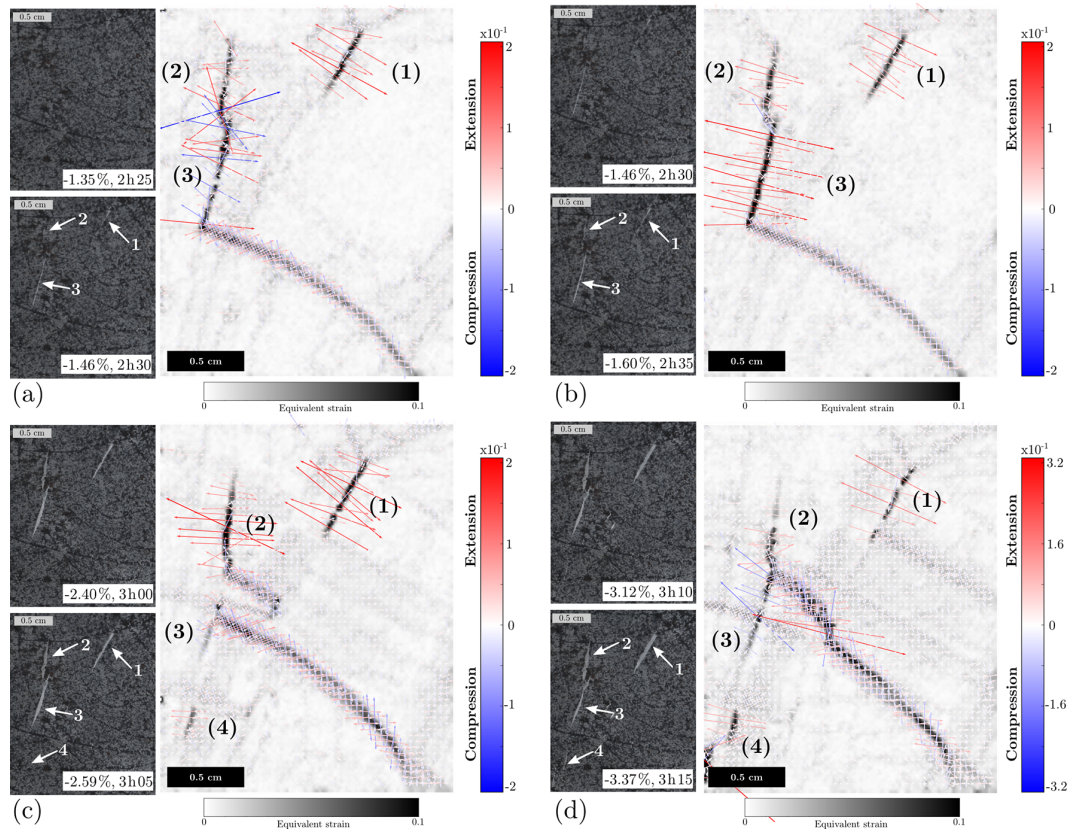 0.5 cm
-1.35%, 2h25
0.5 cm
2
1
3
-1.46%, 2h30
(a)
(2)
(1)
(3)
0.5 cm
0
0.1
Equivalent strain
x10-1
2
1
0
-1
-2
Extension
Compression
0.5 cm
-1.46%, 2h30
0.5 cm
2
1
3
-1.60%, 2h35
(b)
(2)
(1)
(3)
0.5 cm
0
0.1
Equivalent strain
x10-1
2
1
0
-1
-2
Extension
Compression
0.5 cm
-2.40%, 3h00
0.5 cm
2
1
3
4
-2.59%, 3h05
(c)
(1)
(2)
(3)
(4)
0.5 cm
0
0.1
Equivalent strain
x10-1
2
1
0
-1
-2
Extension
Compression
0.5 cm
-3.12%, 3h10
0.5 cm
2
1
3
4
-3.37%, 3h15
(d)
(1)
(2)
(3)
(4)
0.5 cm
0
0.1
Equivalent strain
x10-1
3.2
1.6
0
-1.6
-3.2
Extension
Compression